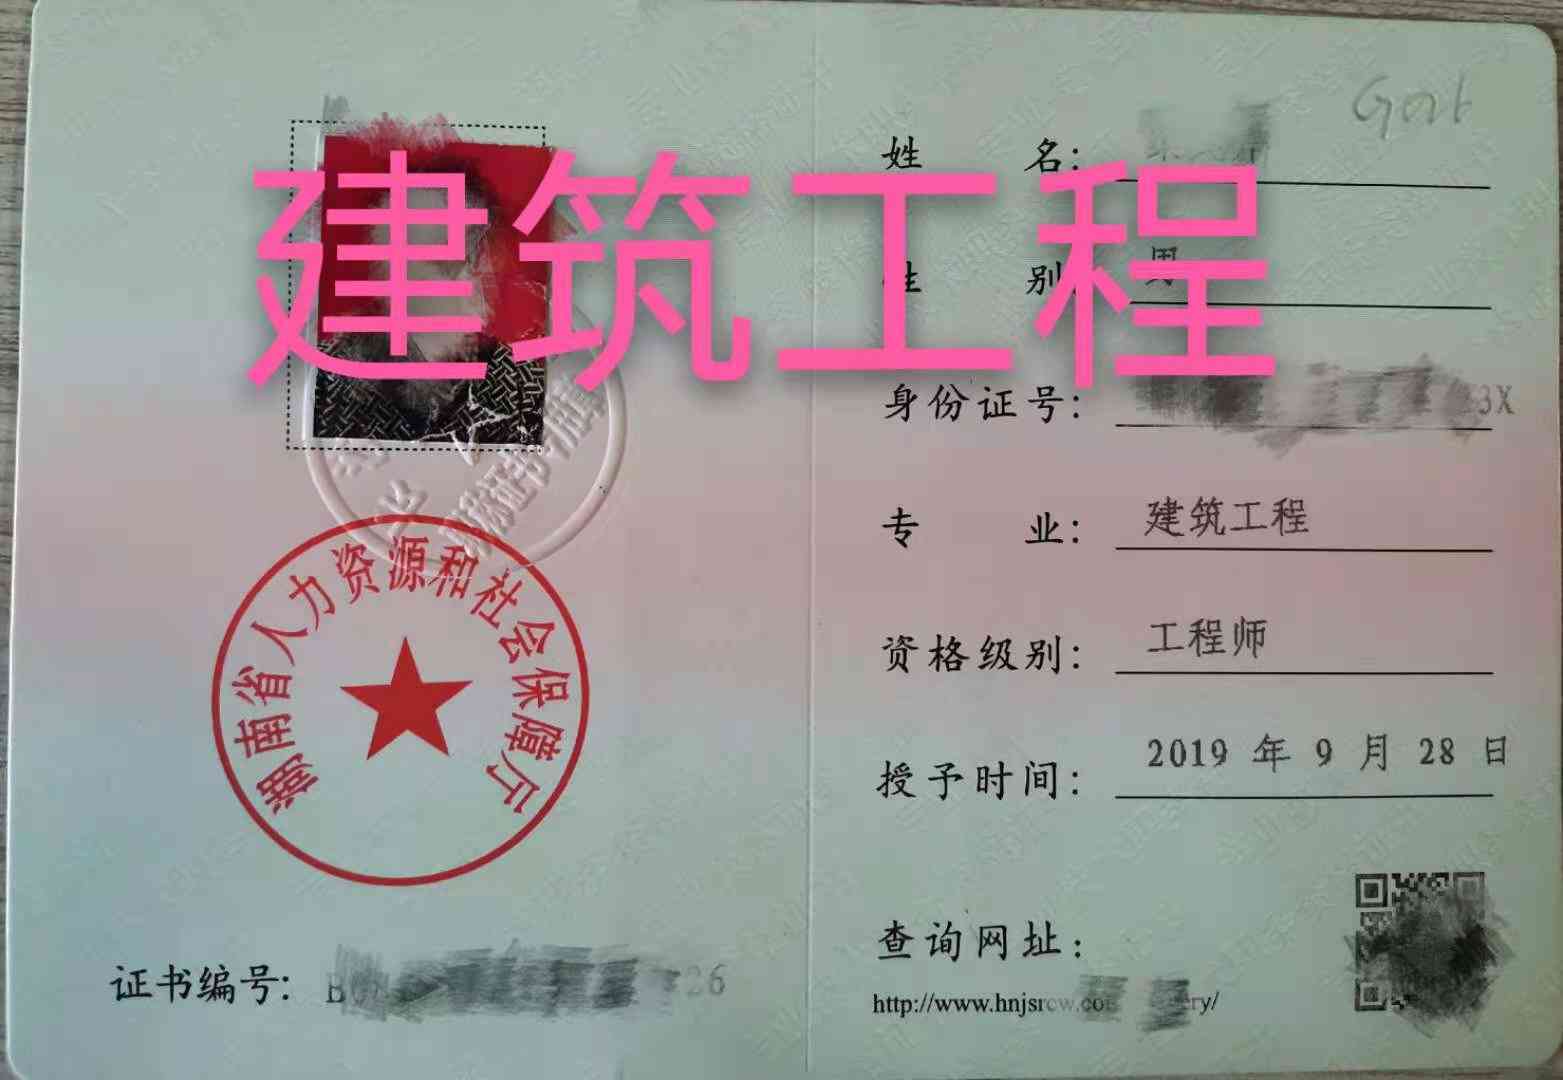 Gort
姓 名：
建筑工程
性 别
男
身份证号：
3X
专 业：
建筑工程
资格级别：
工程师
授予时间：
2019 年 9 月 28 日
湖南省人力资源和社会保障厅
证书编号：
26
查询网址：
http://www.hnjsrcw.co
ry/